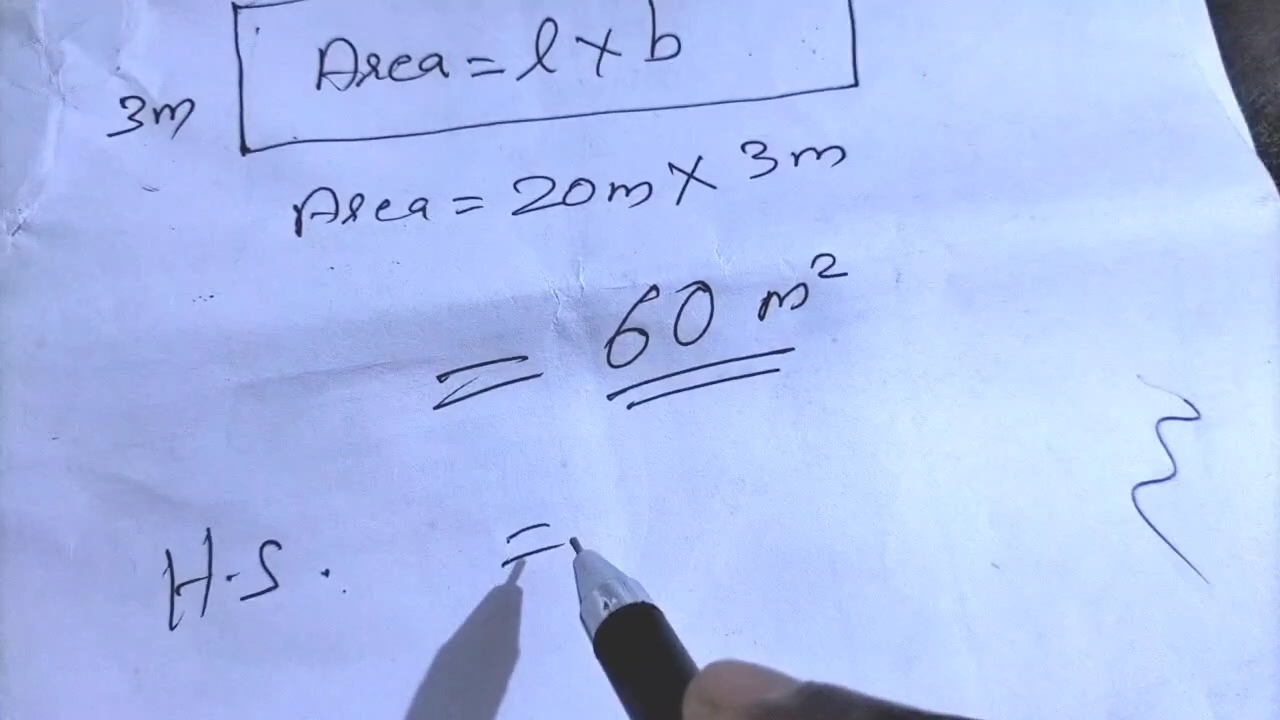 Area = l × b
3m
Area = 20m × 3m
= 60 m²
H.S. =